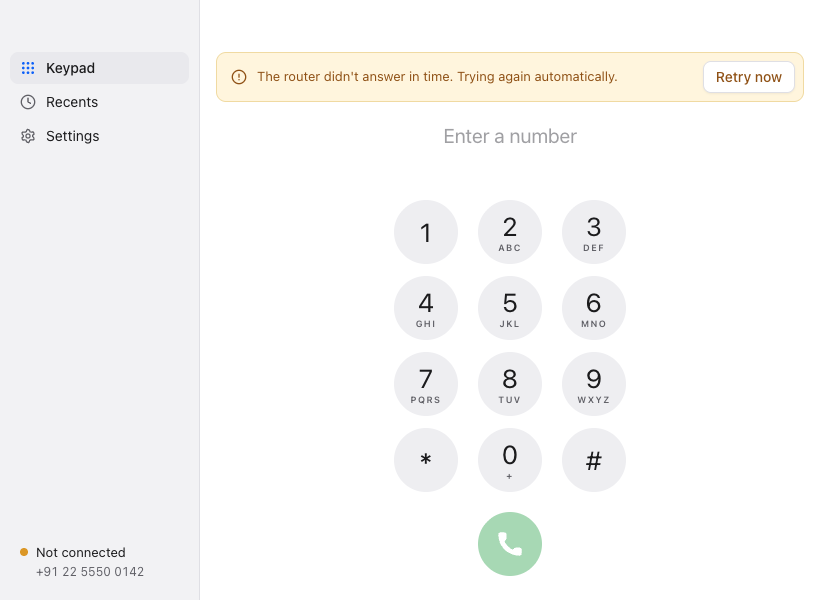 Keypad
Recents
Settings
The router didn't answer in time. Trying again automatically.
Retry now
Enter a number
1
2
ABC
3
DEF
4
GHI
5
JKL
6
MNO
7
PQRS
8
TUV
9
WXYZ
*
0
+
#
Not connected
+91 22 5550 0142